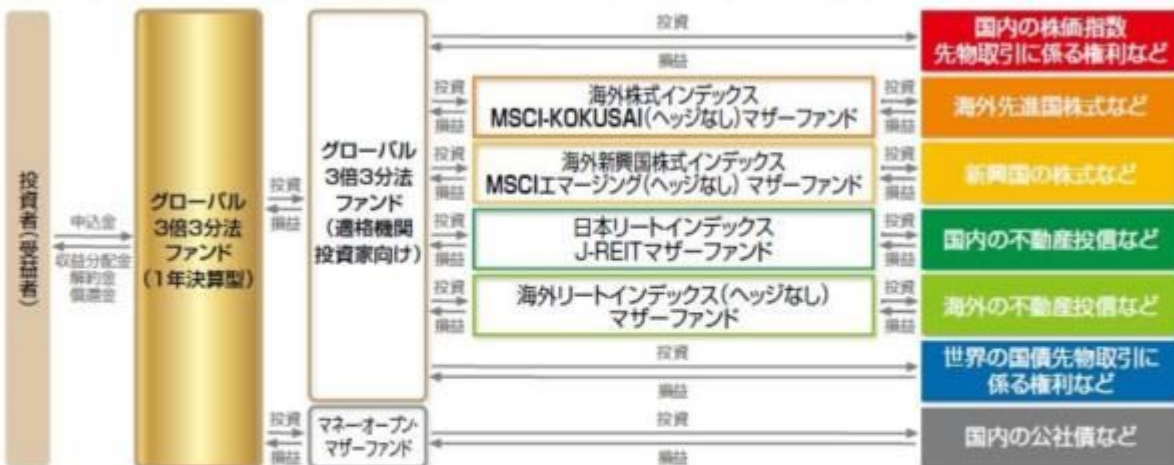 投資者(受益者)
申込金
収益分配金
解約金
償還金
グローバル
3倍3分法
ファンド
(1年決算型)
投資
損益
グローバル
3倍3分法
ファンド
(適格機関
投資家向け)
投資
損益
国内の株価指数
先物取引に係る権利など
投資
損益
海外株式インデックス
MSCI-KOKUSAI(ヘッジなし)マザーファンド
投資
損益
海外先進国株式など
投資
損益
海外新興国株式インデックス
MSCIエマージング(ヘッジなし) マザーファンド
投資
損益
新興国の株式など
投資
損益
日本リートインデックス
J-REITマザーファンド
投資
損益
国内の不動産投信など
投資
損益
海外リートインデックス(ヘッジなし)
マザーファンド
投資
損益
海外の不動産投信など
投資
損益
世界の国債先物取引に
係る権利など
投資
損益
マネー・オープン・
マザーファンド
投資
損益
国内の公社債など